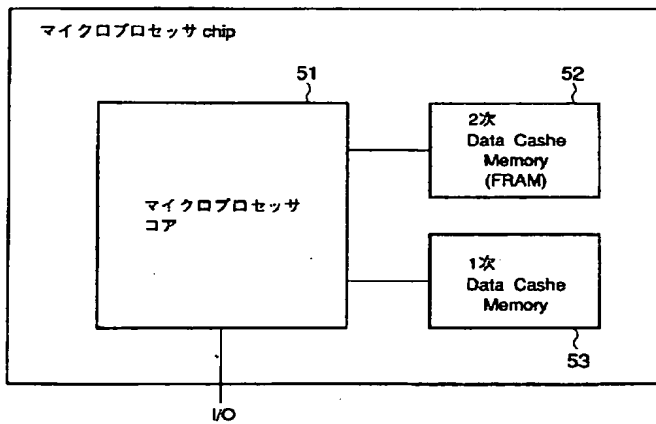 マイクロプロセッサ chip
51
52
2次
Data Cashe
Memory
(FRAM)
マイクロプロセッサ
コア
1次
Data Cashe
Memory
53
I/O